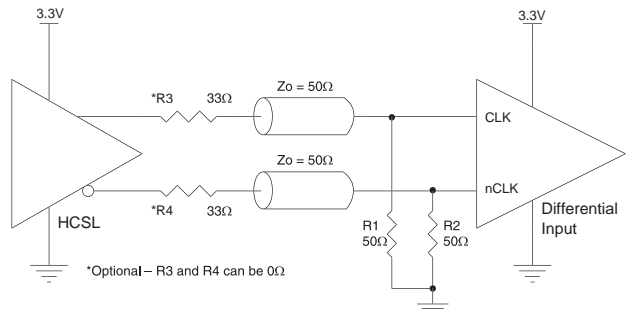 3.3V
3.3V
*R3 33Ω
Zo = 50Ω
CLK
Zo = 50Ω
nCLK
*R4 33Ω
HCSL
R1
50Ω
R2
50Ω
Differential
Input
*Optional – R3 and R4 can be 0Ω